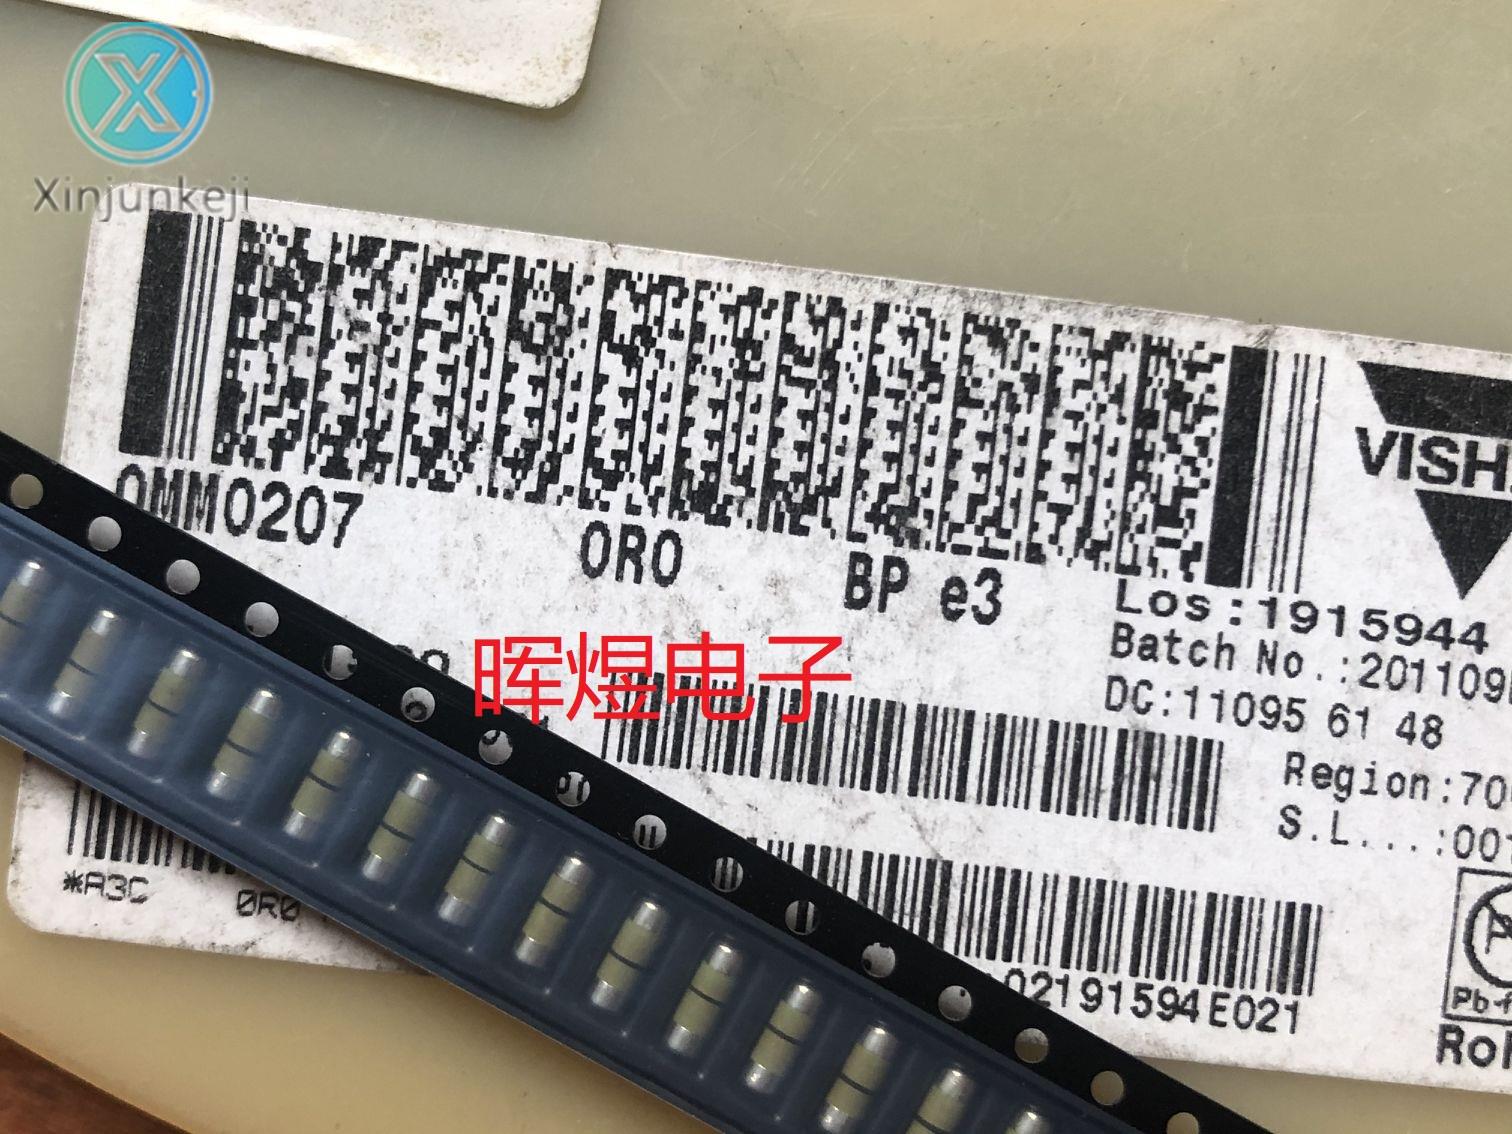 Xinjunkeji
VISH
0MM0207 0R0 BP e3
Los:1915944
Batch No.:201109
DC:11095 61 48
晖煜电子
Region:70
S.L...:00
*A3C 0R0
02191594E021
Pb-
RoH